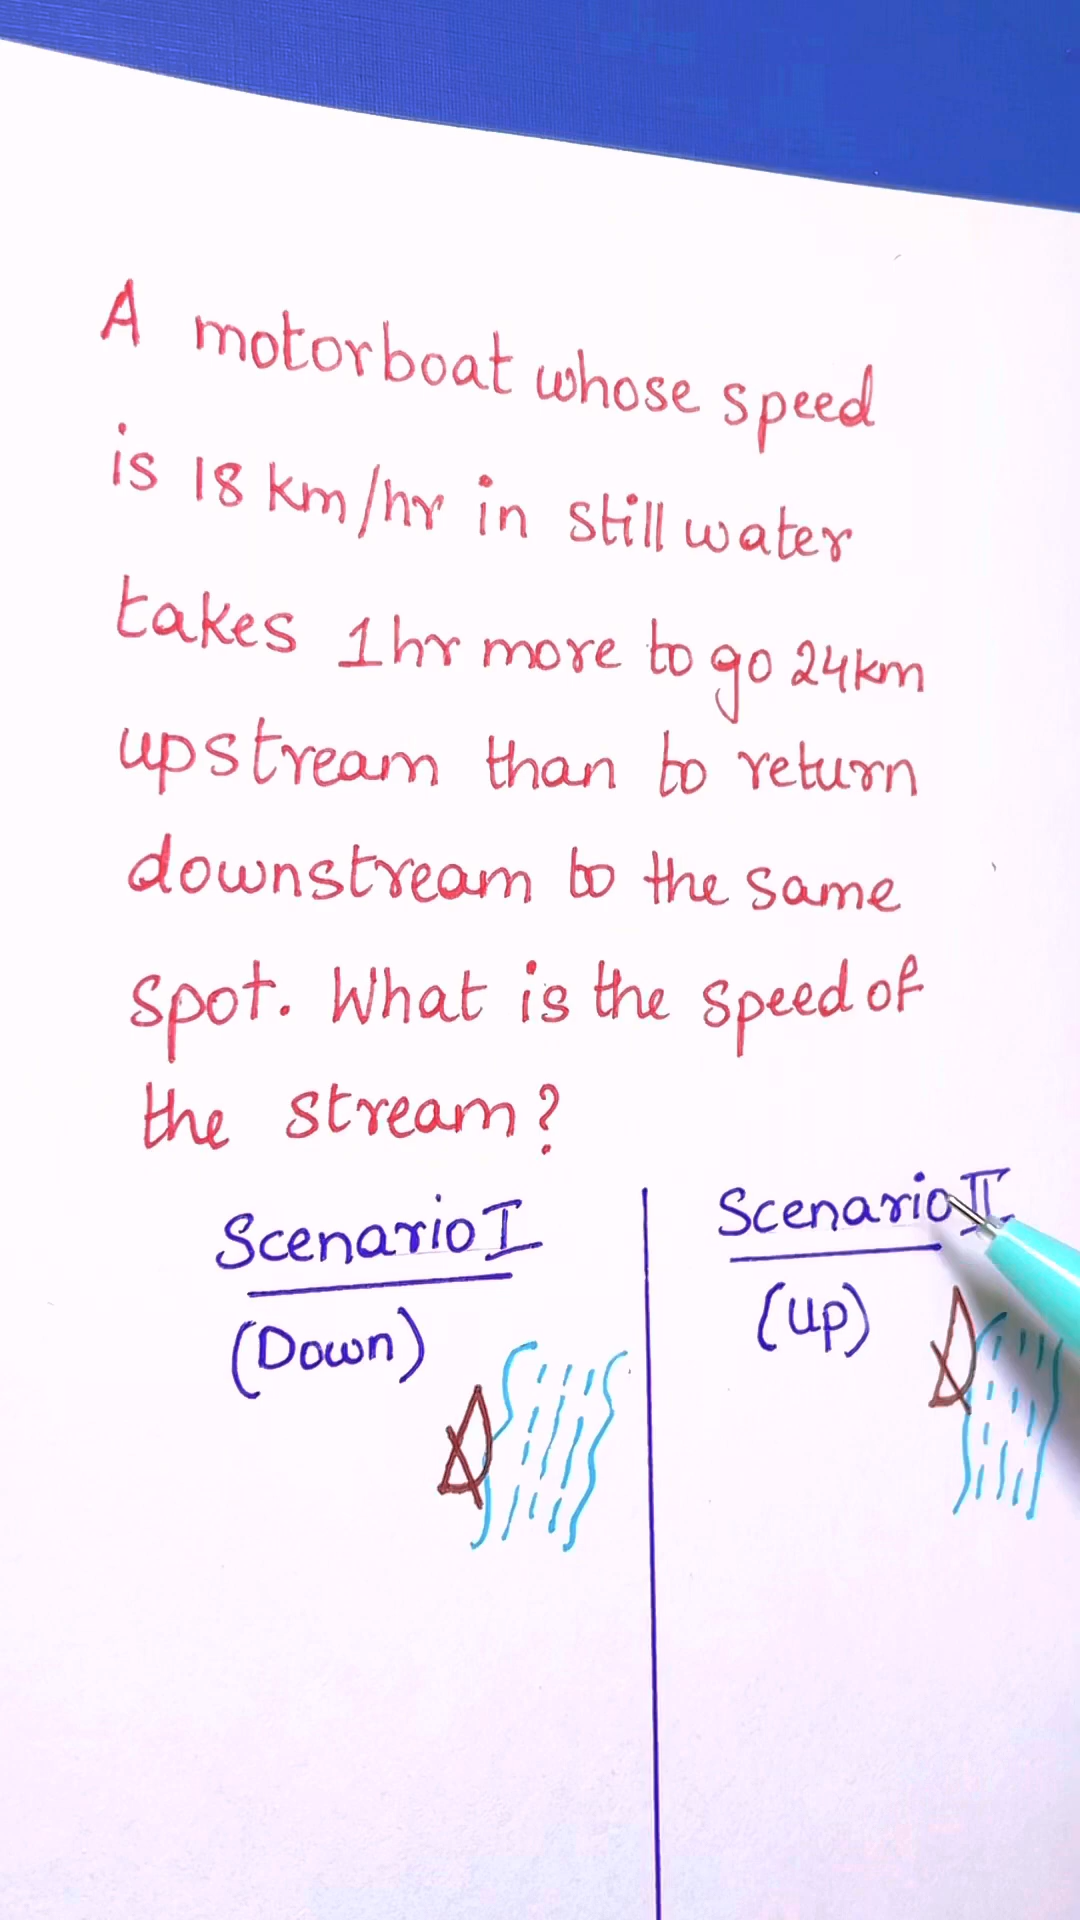 A motorboat whose speed
is 18 km/hr in still water
takes 1hr more to go 24km
upstream than to return
downstream to the same
spot. What is the speed of
the stream?
Scenario I
(Down)
Scenario II
(Up)